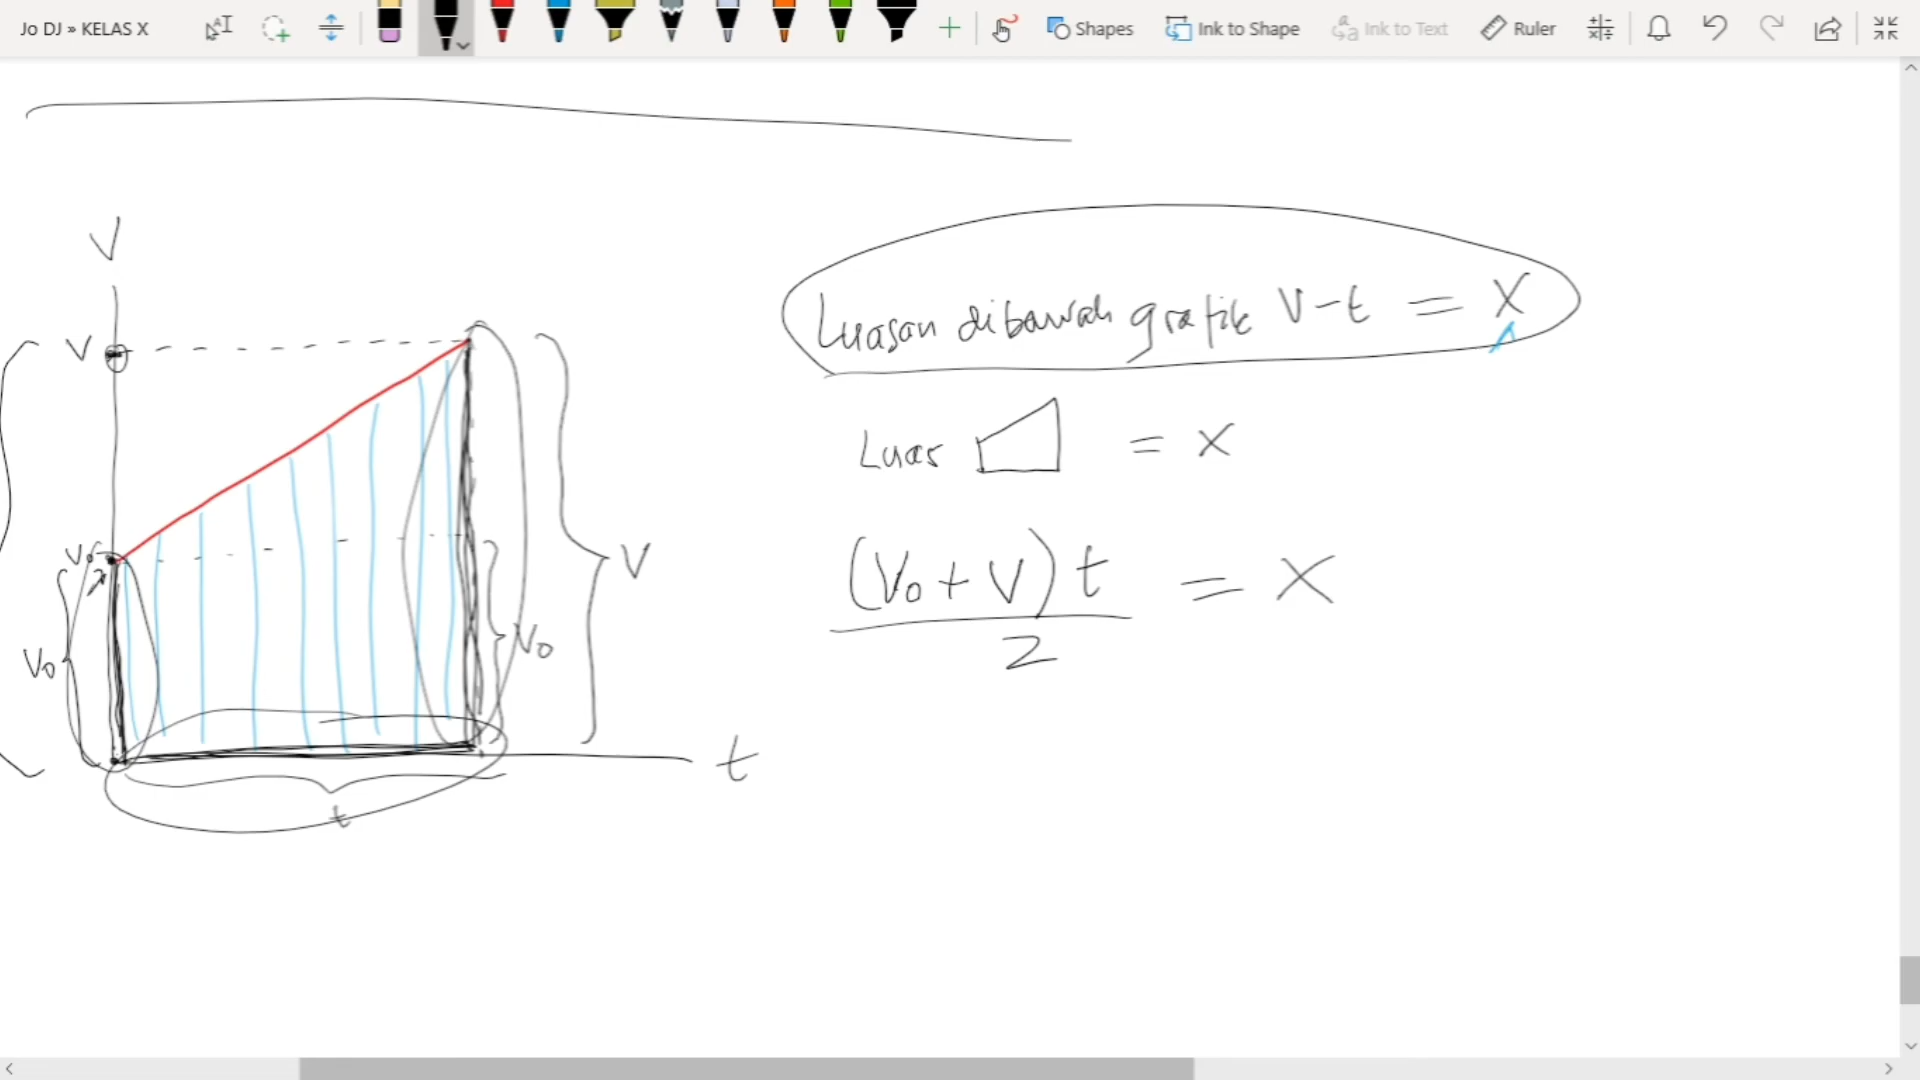 Jo DJ » KELAS X
Shapes
Ink to Shape
Ink to Text
Ruler
V
V
V₀
V₀
V₀
V
t
t
Luasan dibawah grafik V-t = X
Luas = X
(V₀ + V) t = X
2